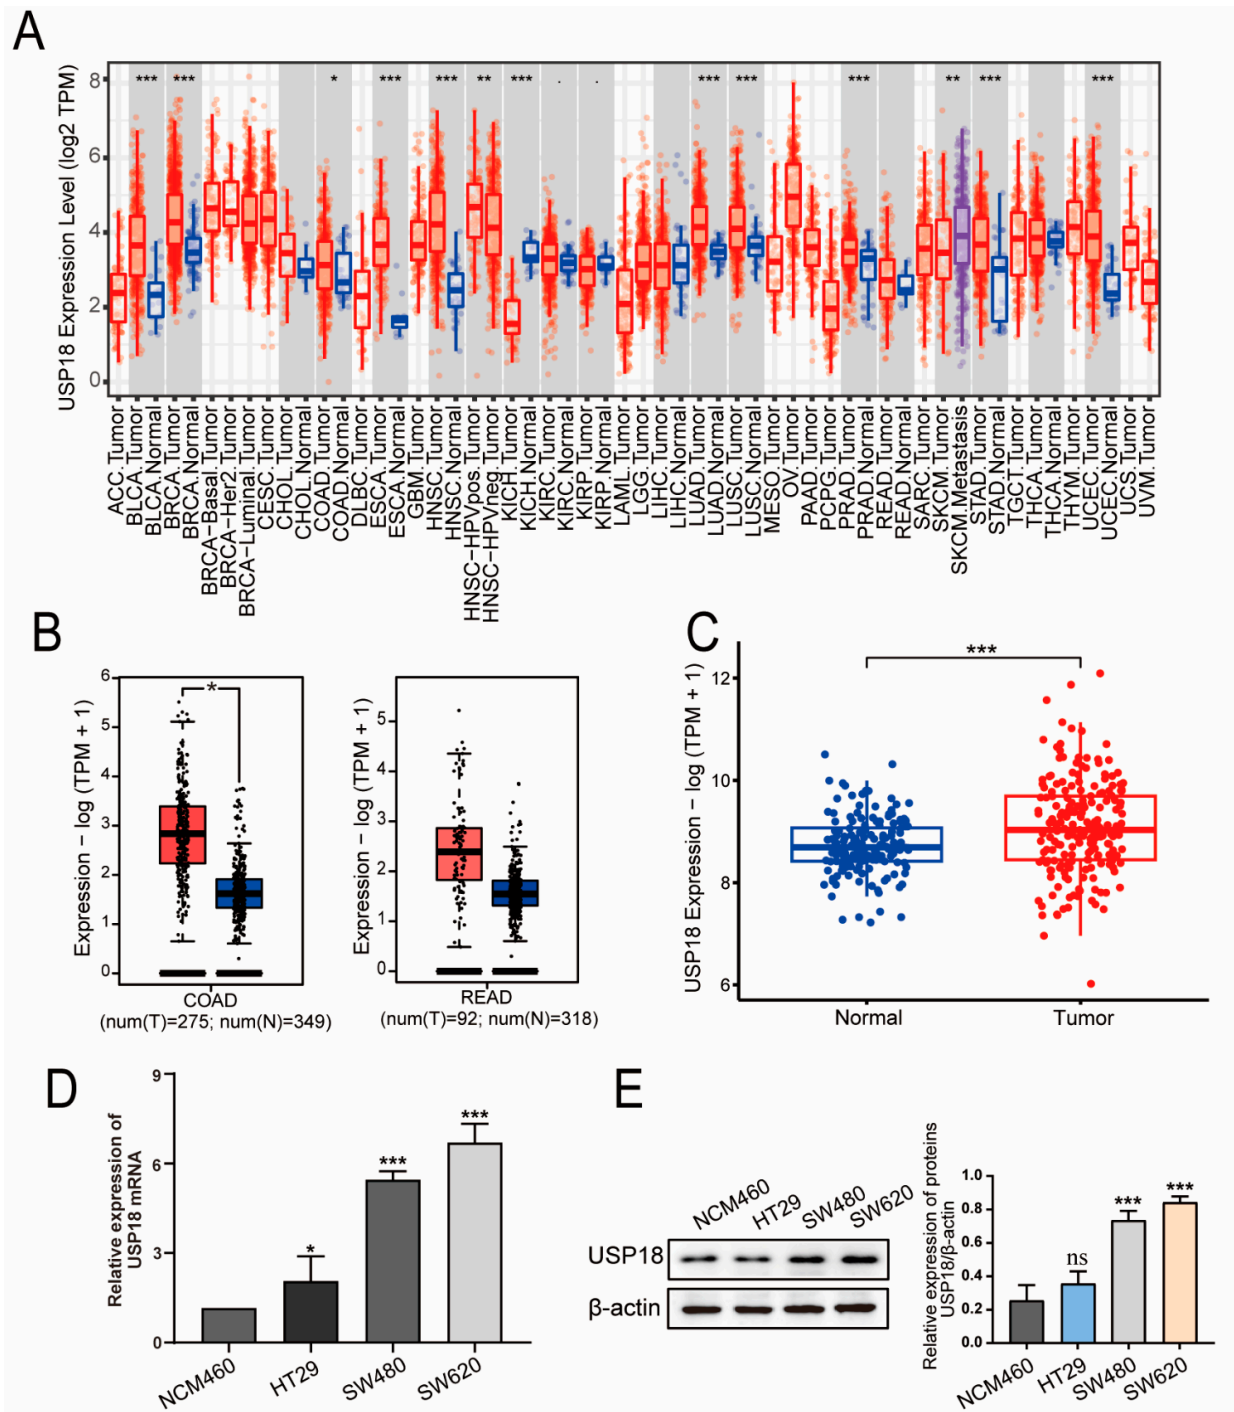 A
USP18 Expression Level (log2 TPM)
8
6
4
2
0
*** *** * *** *** ** *** . . *** *** *** ** *** ***
ACC.Tumor
BLCA.Tumor
BLCA.Normal
BRCA.Tumor
BRCA.Normal
BRCA-Basal.Tumor
BRCA-Her2.Tumor
BRCA-Luminal.Tumor
CESC.Tumor
CHOL.Tumor
CHOL.Normal
COAD.Tumor
COAD.Normal
DLBC.Tumor
ESCA.Tumor
ESCA.Normal
GBM.Tumor
HNSC.Tumor
HNSC.Normal
HNSC-HPVpos.Tumor
HNSC-HPVneg.Tumor
KICH.Tumor
KICH.Normal
KIRC.Tumor
KIRC.Normal
KIRP.Tumor
KIRP.Normal
LAML.Tumor
LGG.Tumor
LIHC.Tumor
LIHC.Normal
LUAD.Tumor
LUAD.Normal
LUSC.Tumor
LUSC.Normal
MESO.Tumor
OV.Tumor
PAAD.Tumor
PCPG.Tumor
PRAD.Tumor
PRAD.Normal
READ.Tumor
READ.Normal
SARC.Tumor
SKCM.Tumor
SKCM.Metastasis
STAD.Tumor
STAD.Normal
TGCT.Tumor
THCA.Tumor
THCA.Normal
THYM.Tumor
UCEC.Tumor
UCEC.Normal
UCS.Tumor
UVM.Tumor
B
Expression − log (TPM + 1)
6
5
4
3
2
1
0
*
COAD
(num(T)=275; num(N)=349)
Expression − log (TPM + 1)
5
4
3
2
1
0
READ
(num(T)=92; num(N)=318)
C
USP18 Expression − log (TPM + 1)
12
10
8
6
***
Normal
Tumor
D
Relative expression of
USP18 mRNA
9
6
3
0
*
***
***
NCM460
HT29
SW480
SW620
E
NCM460
HT29
SW480
SW620
USP18
β-actin
Relative expression of proteins
USP18/β-actin
1.0
0.8
0.6
0.4
0.2
0.0
ns
***
***
NCM460
HT29
SW480
SW620